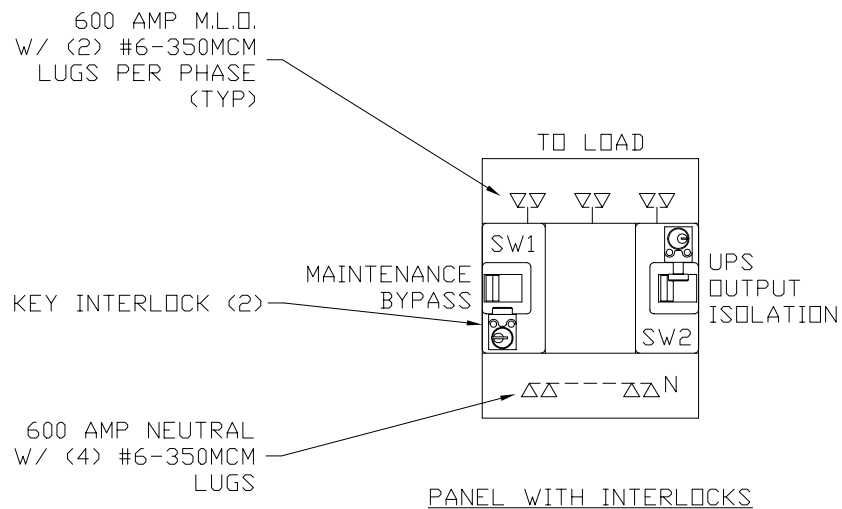 600 AMP M.L.O.
W/ (2) #6-350MCM
LUGS PER PHASE
(TYP)
TO LOAD
SW1
MAINTENANCE
BYPASS
UPS
OUTPUT
ISOLATION
KEY INTERLOCK (2)
SW2
N
600 AMP NEUTRAL
W/ (4) #6-350MCM
LUGS
PANEL WITH INTERLOCKS